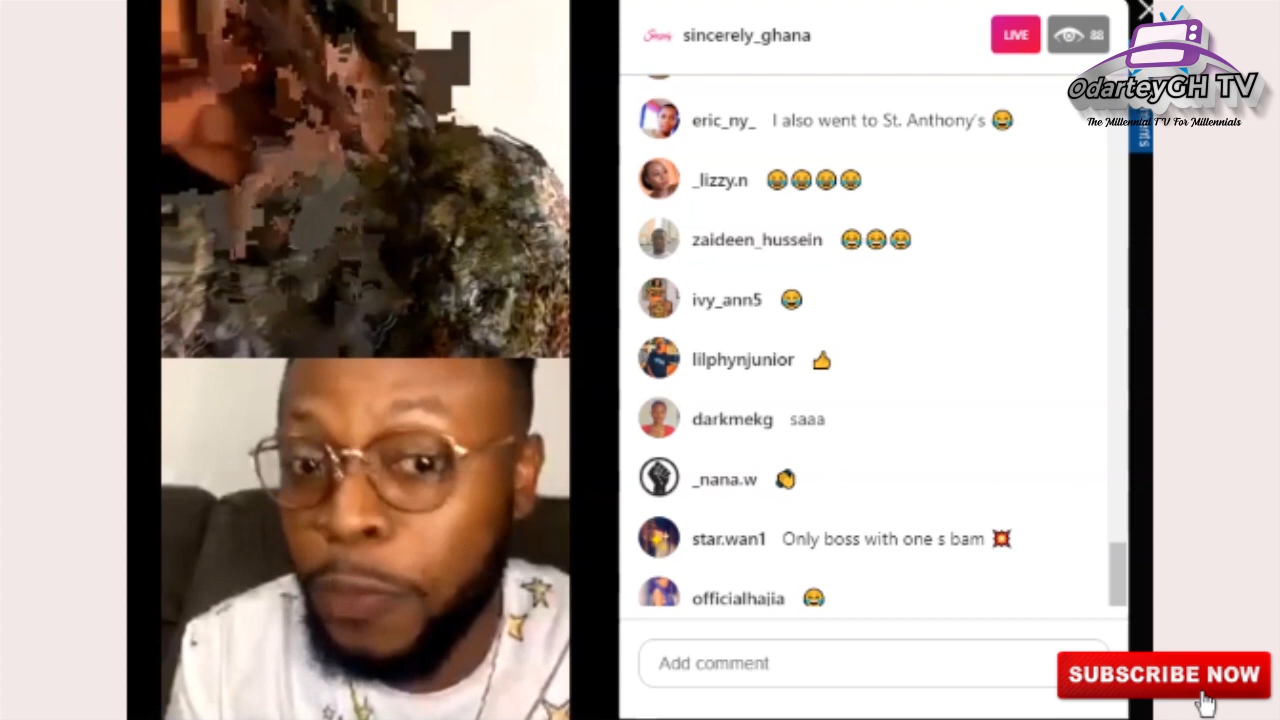 sincerely_ghana
LIVE
88
OdarteyGH TV
The Millennial TV For Millennials
eric_ny_ I also went to St. Anthony's 😂
_lizzy.n 😂😂😂😂
zaideen_hussein 😂😂😂
ivy_ann5 😂
lilphynjunior 👍
darkmekg saaa
_nana.w 👏
star.wan1 Only boss with one s bam 💥
officialhajia 😂
Add comment
SUBSCRIBE NOW